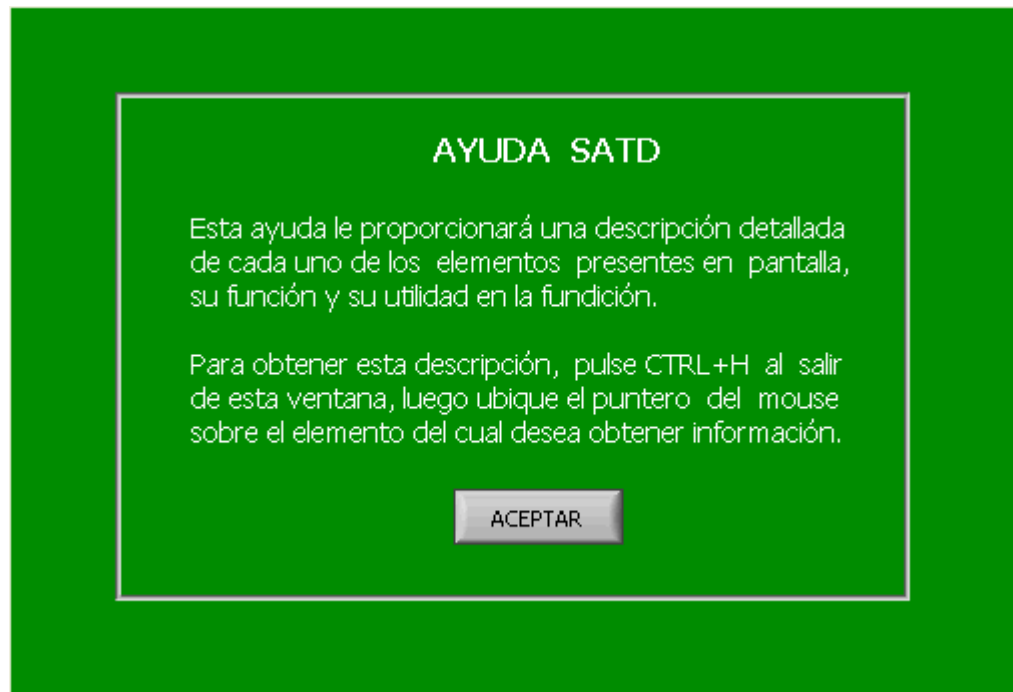 AYUDA SATD
Esta ayuda le proporcionará una descripción detallada
de cada uno de los elementos presentes en pantalla,
su función y su utilidad en la fundición.
Para obtener esta descripción, pulse CTRL+H al salir
de esta ventana, luego ubique el puntero del mouse
sobre el elemento del cual desea obtener información.
ACEPTAR